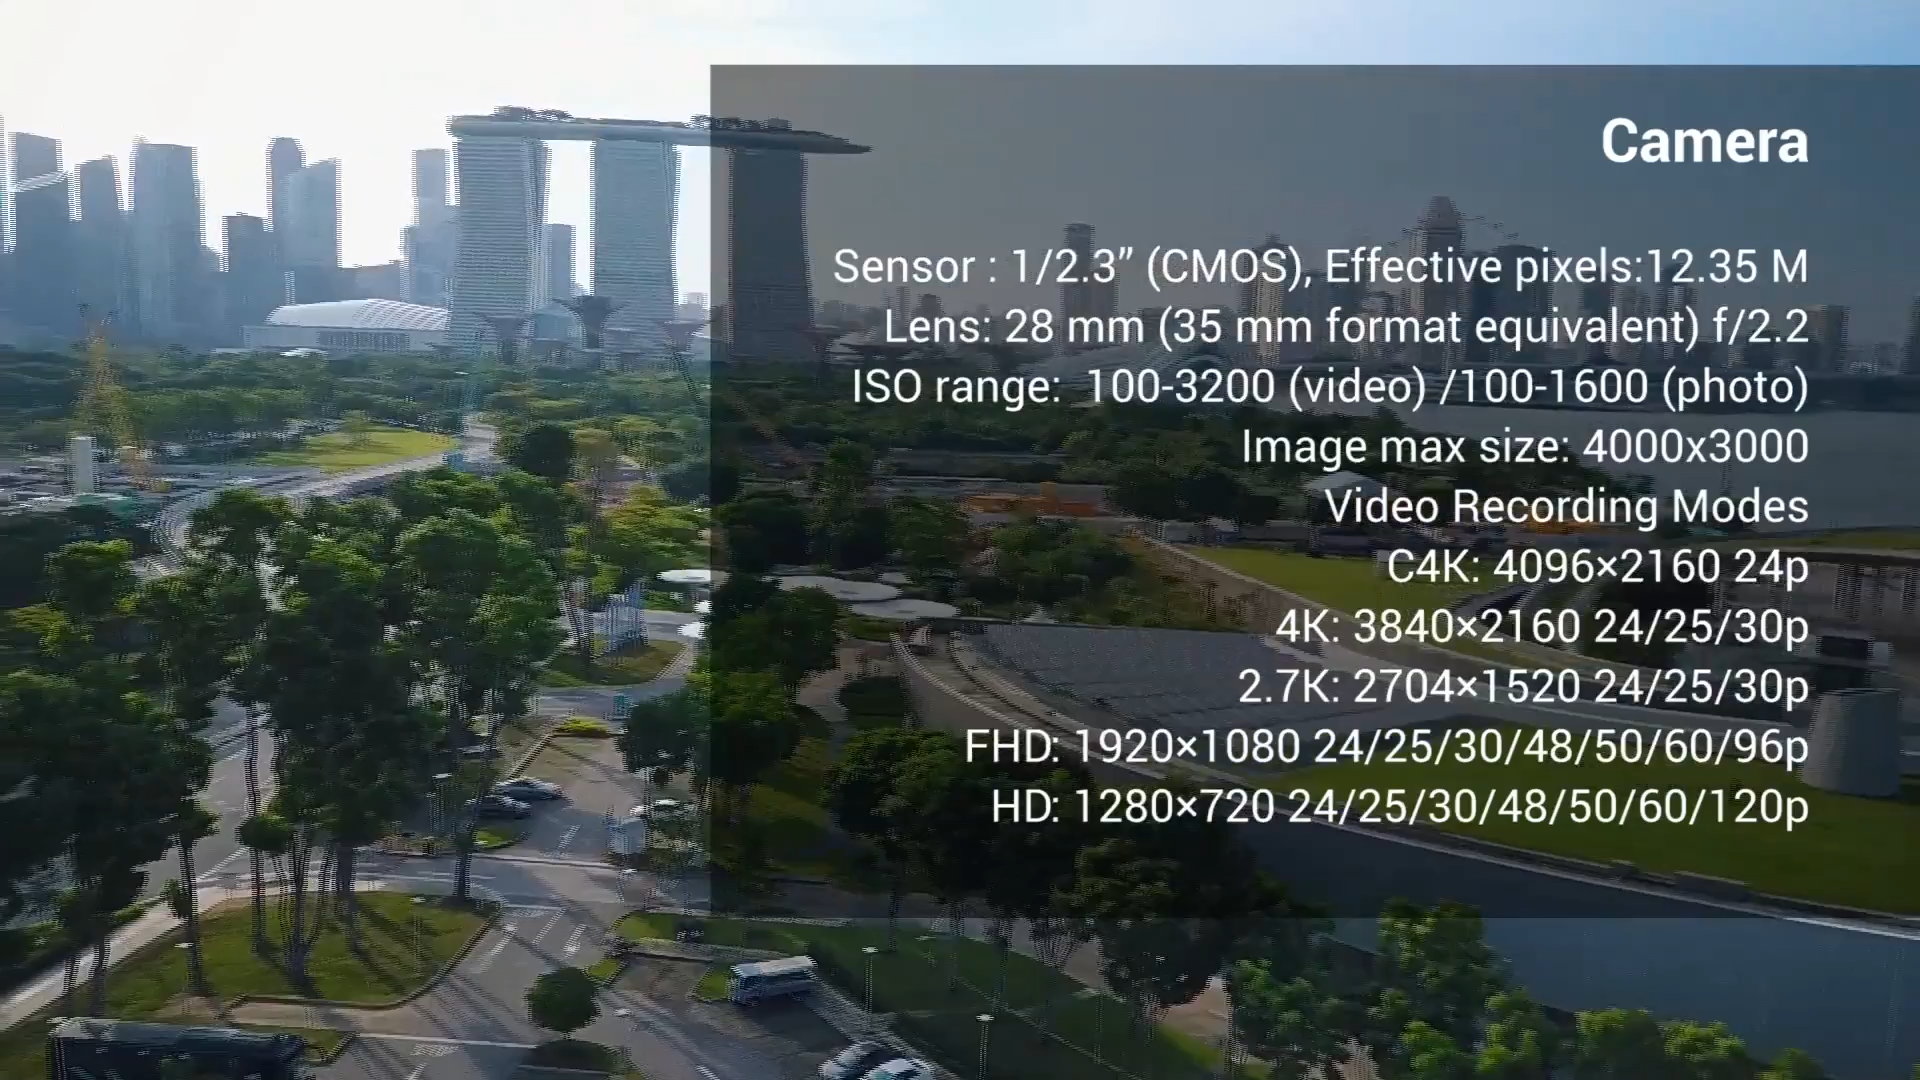 Camera
Sensor : 1/2.3” (CMOS), Effective pixels:12.35 M
Lens: 28 mm (35 mm format equivalent) f/2.2
ISO range:  100-3200 (video) /100-1600 (photo)
Image max size: 4000x3000
Video Recording Modes
C4K: 4096×2160 24p
4K: 3840×2160 24/25/30p
2.7K: 2704×1520 24/25/30p
FHD: 1920×1080 24/25/30/48/50/60/96p
HD: 1280×720 24/25/30/48/50/60/120p